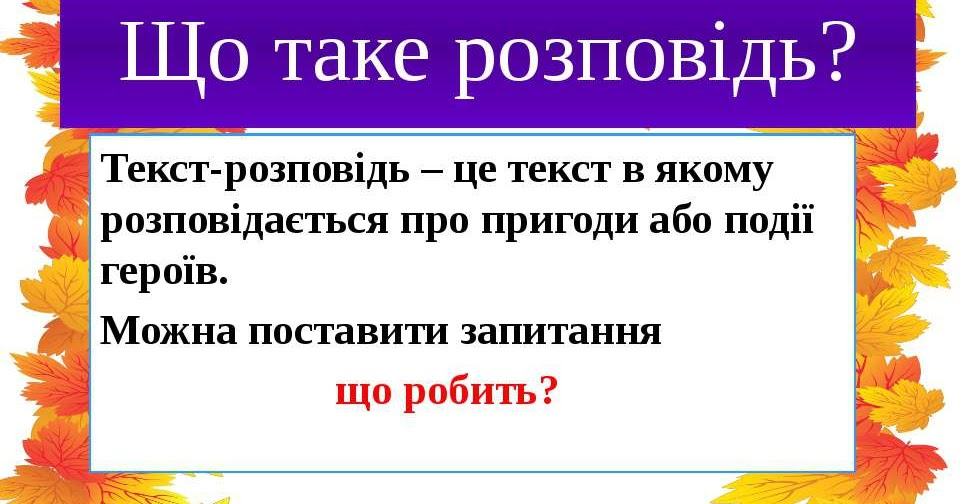 Що таке розповідь?
Текст-розповідь – це текст в якому
розповідається про пригоди або події
героїв.
Можна поставити запитання
що робить?